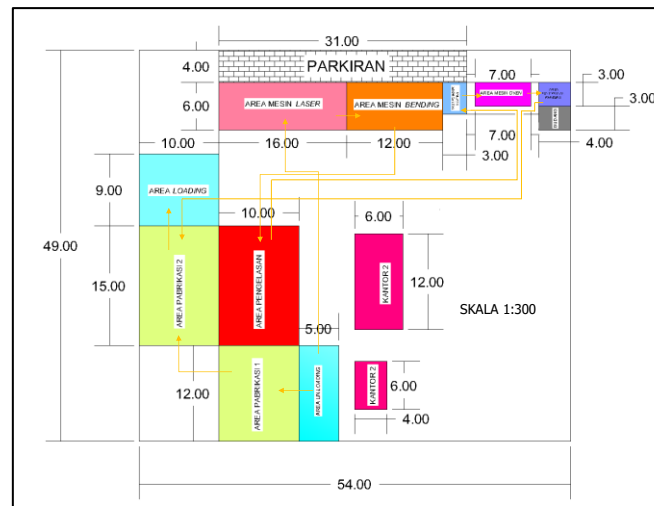 31.00
4.00
PARKIRAN
7.00
3.00
6.00
AREA MESIN LASER
AREA MESIN BENDING
AREA MESIN OVEN
3.00
10.00
16.00
12.00
7.00
3.00
4.00
9.00
AREA LOADING
10.00
6.00
49.00
15.00
AREA PABRIKASI 2
AREA PENGELASAN
KANTOR 2
12.00
SKALA 1:300
5.00
12.00
AREA PABRIKASI 1
AREA UNLOADING
KANTOR 2
6.00
4.00
54.00